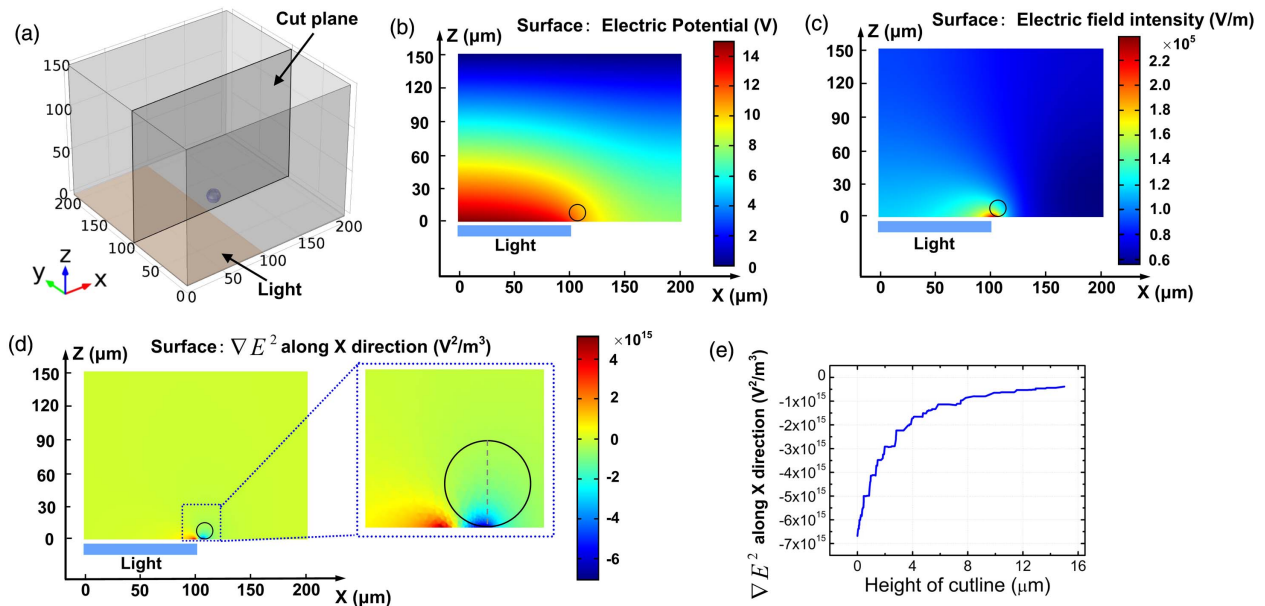 (a)
Cut plane
150
100
50
0
200
150
100
50
0
0
50
100
150
200
Light
z
y
x
(b)
Surface: Electric Potential (V)
Z (μm)
150
120
90
60
30
0
Light
0 50 100 150 200
X (μm)
14
12
10
8
6
4
2
0
(c)
Surface: Electric field intensity (V/m)
Z (μm)
150
120
90
60
30
0
Light
0 50 100 150 200
X (μm)
×10⁵
2.2
2.0
1.8
1.6
1.4
1.2
1.0
0.8
0.6
(d)
Surface: ∇E² along X direction (V²/m³)
Z (μm)
150
120
90
60
30
0
Light
0 50 100 150 200
X (μm)
×10¹⁵
4
2
0
-2
-4
-6
(e)
∇E² along X direction (V²/m³)
0
-1x10¹⁵
-2x10¹⁵
-3x10¹⁵
-4x10¹⁵
-5x10¹⁵
-6x10¹⁵
-7x10¹⁵
0 4 8 12 16
Height of cutline (μm)